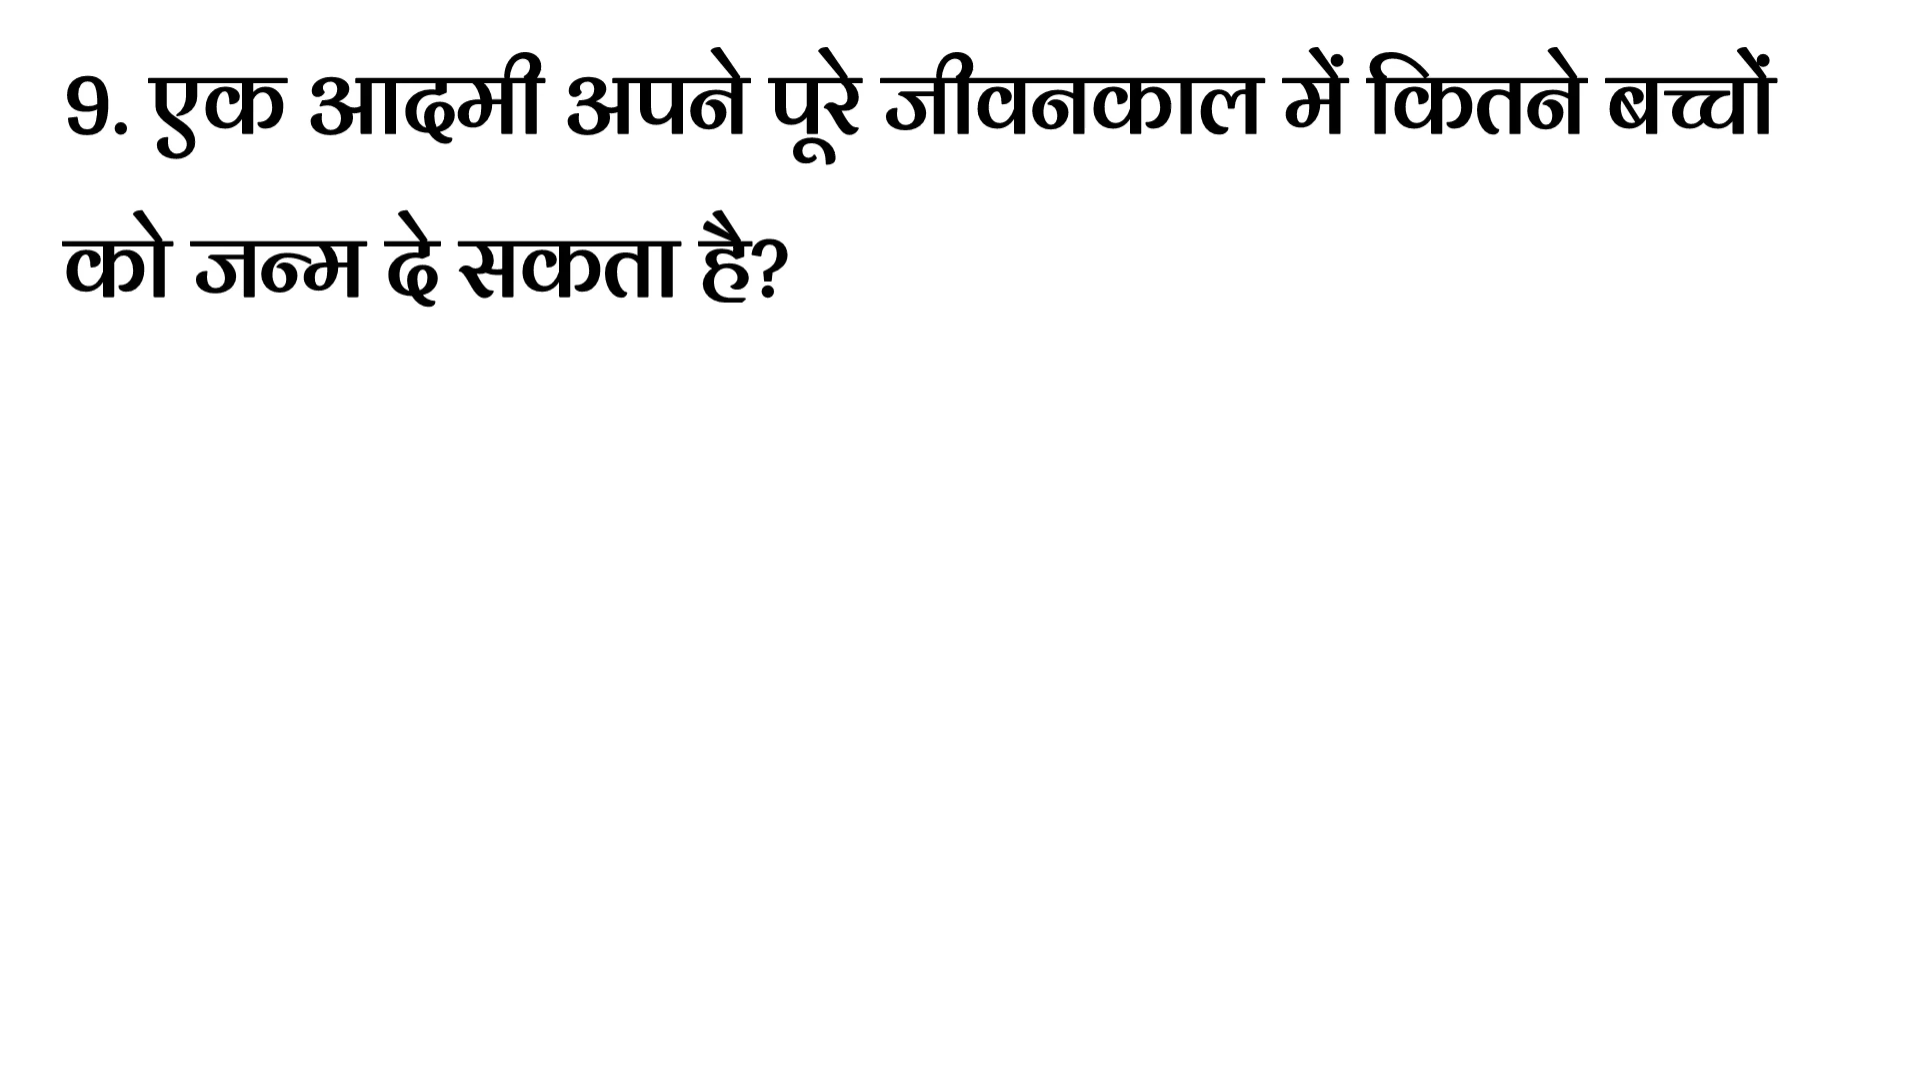 9. एक आदमी अपने पूरे जीवनकाल में कितने बच्चों
को जन्म दे सकता है?